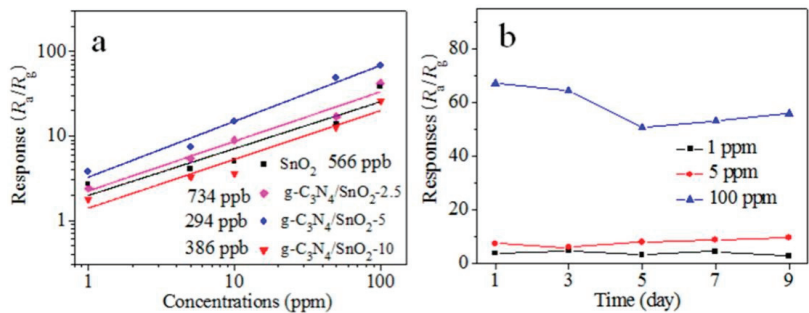 a
Response (Ra/Rg)
100
10
1
SnO2 566 ppb
734 ppb g-C3N4/SnO2-2.5
294 ppb g-C3N4/SnO2-5
386 ppb g-C3N4/SnO2-10
1 10 100
Concentrations (ppm)
b
Responses (Ra/Rg)
80
60
40
20
0
1 ppm
5 ppm
100 ppm
1 3 5 7 9
Time (day)